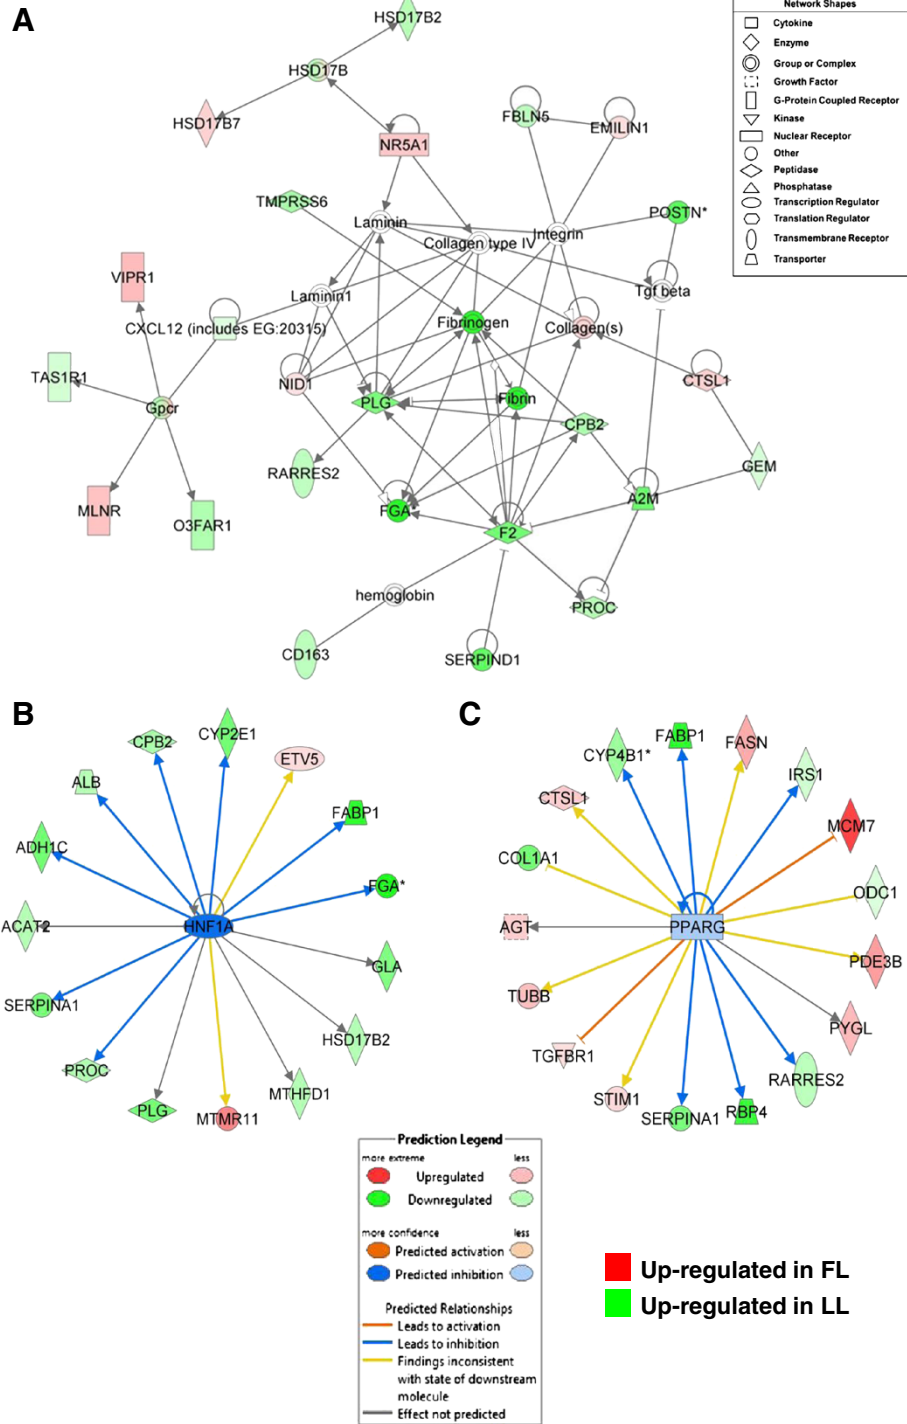 A
HSD17B2
HSD17B
HSD17B7
NR5A1
FBLN5
EMILIN1
TMPRSS6
POSTN*
Laminin
Collagen type IV
Integrin
VIPR1
Laminin1
Tgf beta
CXCL12 (includes EG:20315)
Fibrinogen
Collagen(s)
TAS1R1
NID1
CTSL1
Gpcr
PLG
Fibrin
CPB2
RARRES2
GEM
MLNR
O3FAR1
FGA*
A2M
F2
hemoglobin
PROC
CD163
SERPIND1
Network Shapes
Cytokine
Enzyme
Group or Complex
Growth Factor
G-Protein Coupled Receptor
Kinase
Nuclear Receptor
Other
Peptidase
Phosphatase
Transcription Regulator
Translation Regulator
Transmembrane Receptor
Transporter
B
CPB2
CYP2E1
ETV5
ALB
FABP1
ADH1C
FGA*
ACAT2
HNF1A
GLA
SERPINA1
HSD17B2
PROC
MTHFD1
PLG
MTMR11
C
CYP4B1*
FABP1
FASN
IRS1
CTSL1
MCM7
COL1A1
ODC1
AGT
PPARG
PDE3B
TUBB
PYGL
TGFBR1
RARRES2
STIM1
SERPINA1
RBP4
Prediction Legend
more extreme less
Upregulated
Downregulated
more confidence less
Predicted activation
Predicted inhibition
Predicted Relationships
Leads to activation
Leads to inhibition
Findings inconsistent
with state of downstream
molecule
Effect not predicted
Up-regulated in FL
Up-regulated in LL